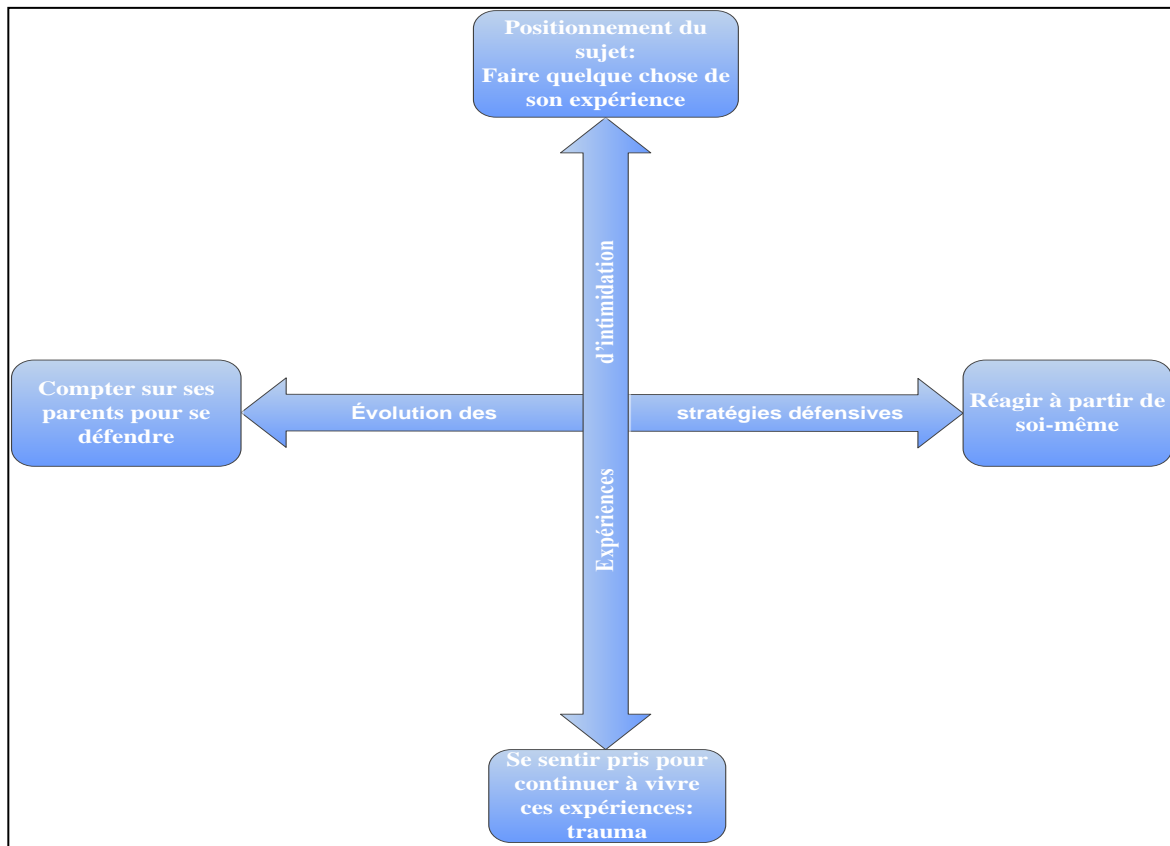 Positionnement du
sujet:
Faire quelque chose de
son expérience
d'intimidation
Compter sur ses
parents pour se
défendre
Évolution des
stratégies défensives
Réagir à partir de
soi-même
Expériences
Se sentir pris pour
continuer à vivre
ces expériences:
trauma